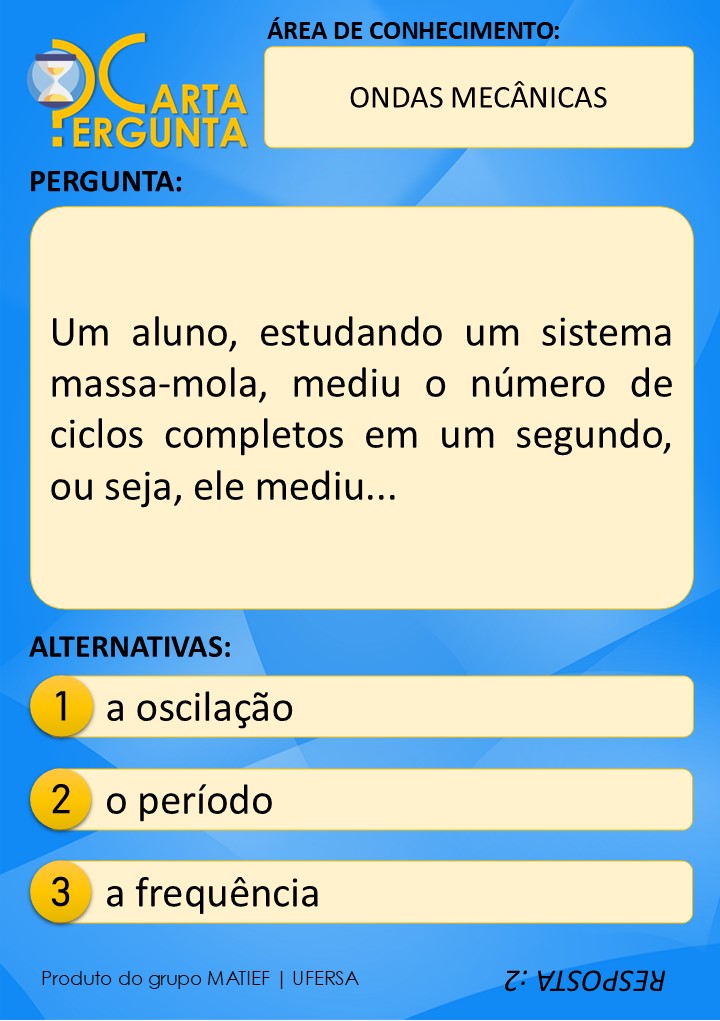 CARTA
PERGUNTA
ÁREA DE CONHECIMENTO:
ONDAS MECÂNICAS
PERGUNTA:
Um aluno, estudando um sistema
massa-mola, mediu o número de
ciclos completos em um segundo,
ou seja, ele mediu...
ALTERNATIVAS:
1 a oscilação
2 o período
3 a frequência
Produto do grupo MATIEF | UFERSA
RESPOSTA :2